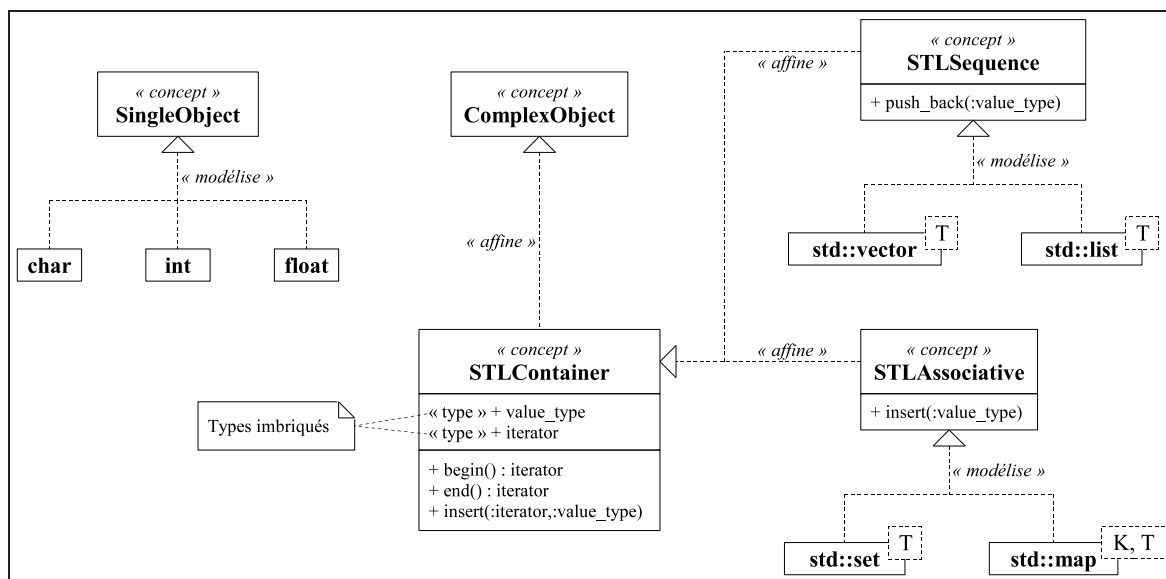 « concept »
SingleObject
« modélise »
char
int
float
« concept »
ComplexObject
« affine »
« concept »
STLSequence
+ push_back(:value_type)
« affine »
« modélise »
std::vector
T
std::list
T
« concept »
STLContainer
« type » + value_type
« type » + iterator
+ begin() : iterator
+ end() : iterator
+ insert(:iterator,:value_type)
Types imbriqués
« affine »
« concept »
STLAssociative
+ insert(:value_type)
« modélise »
std::set
T
std::map
K, T